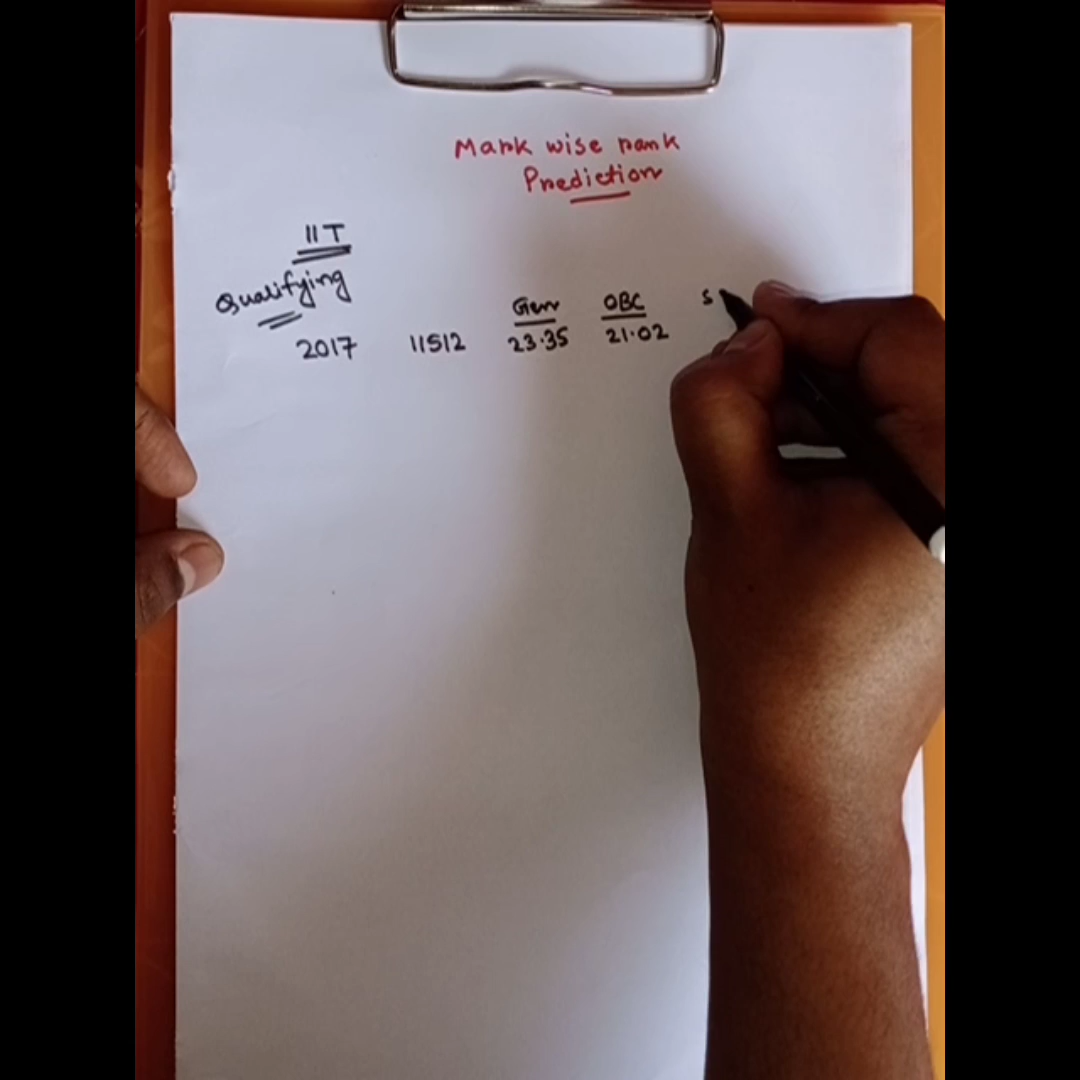 Mark wise rank
Prediction
IIT
Qualifying
Gen OBC S
2017 11512 23.35 21.02